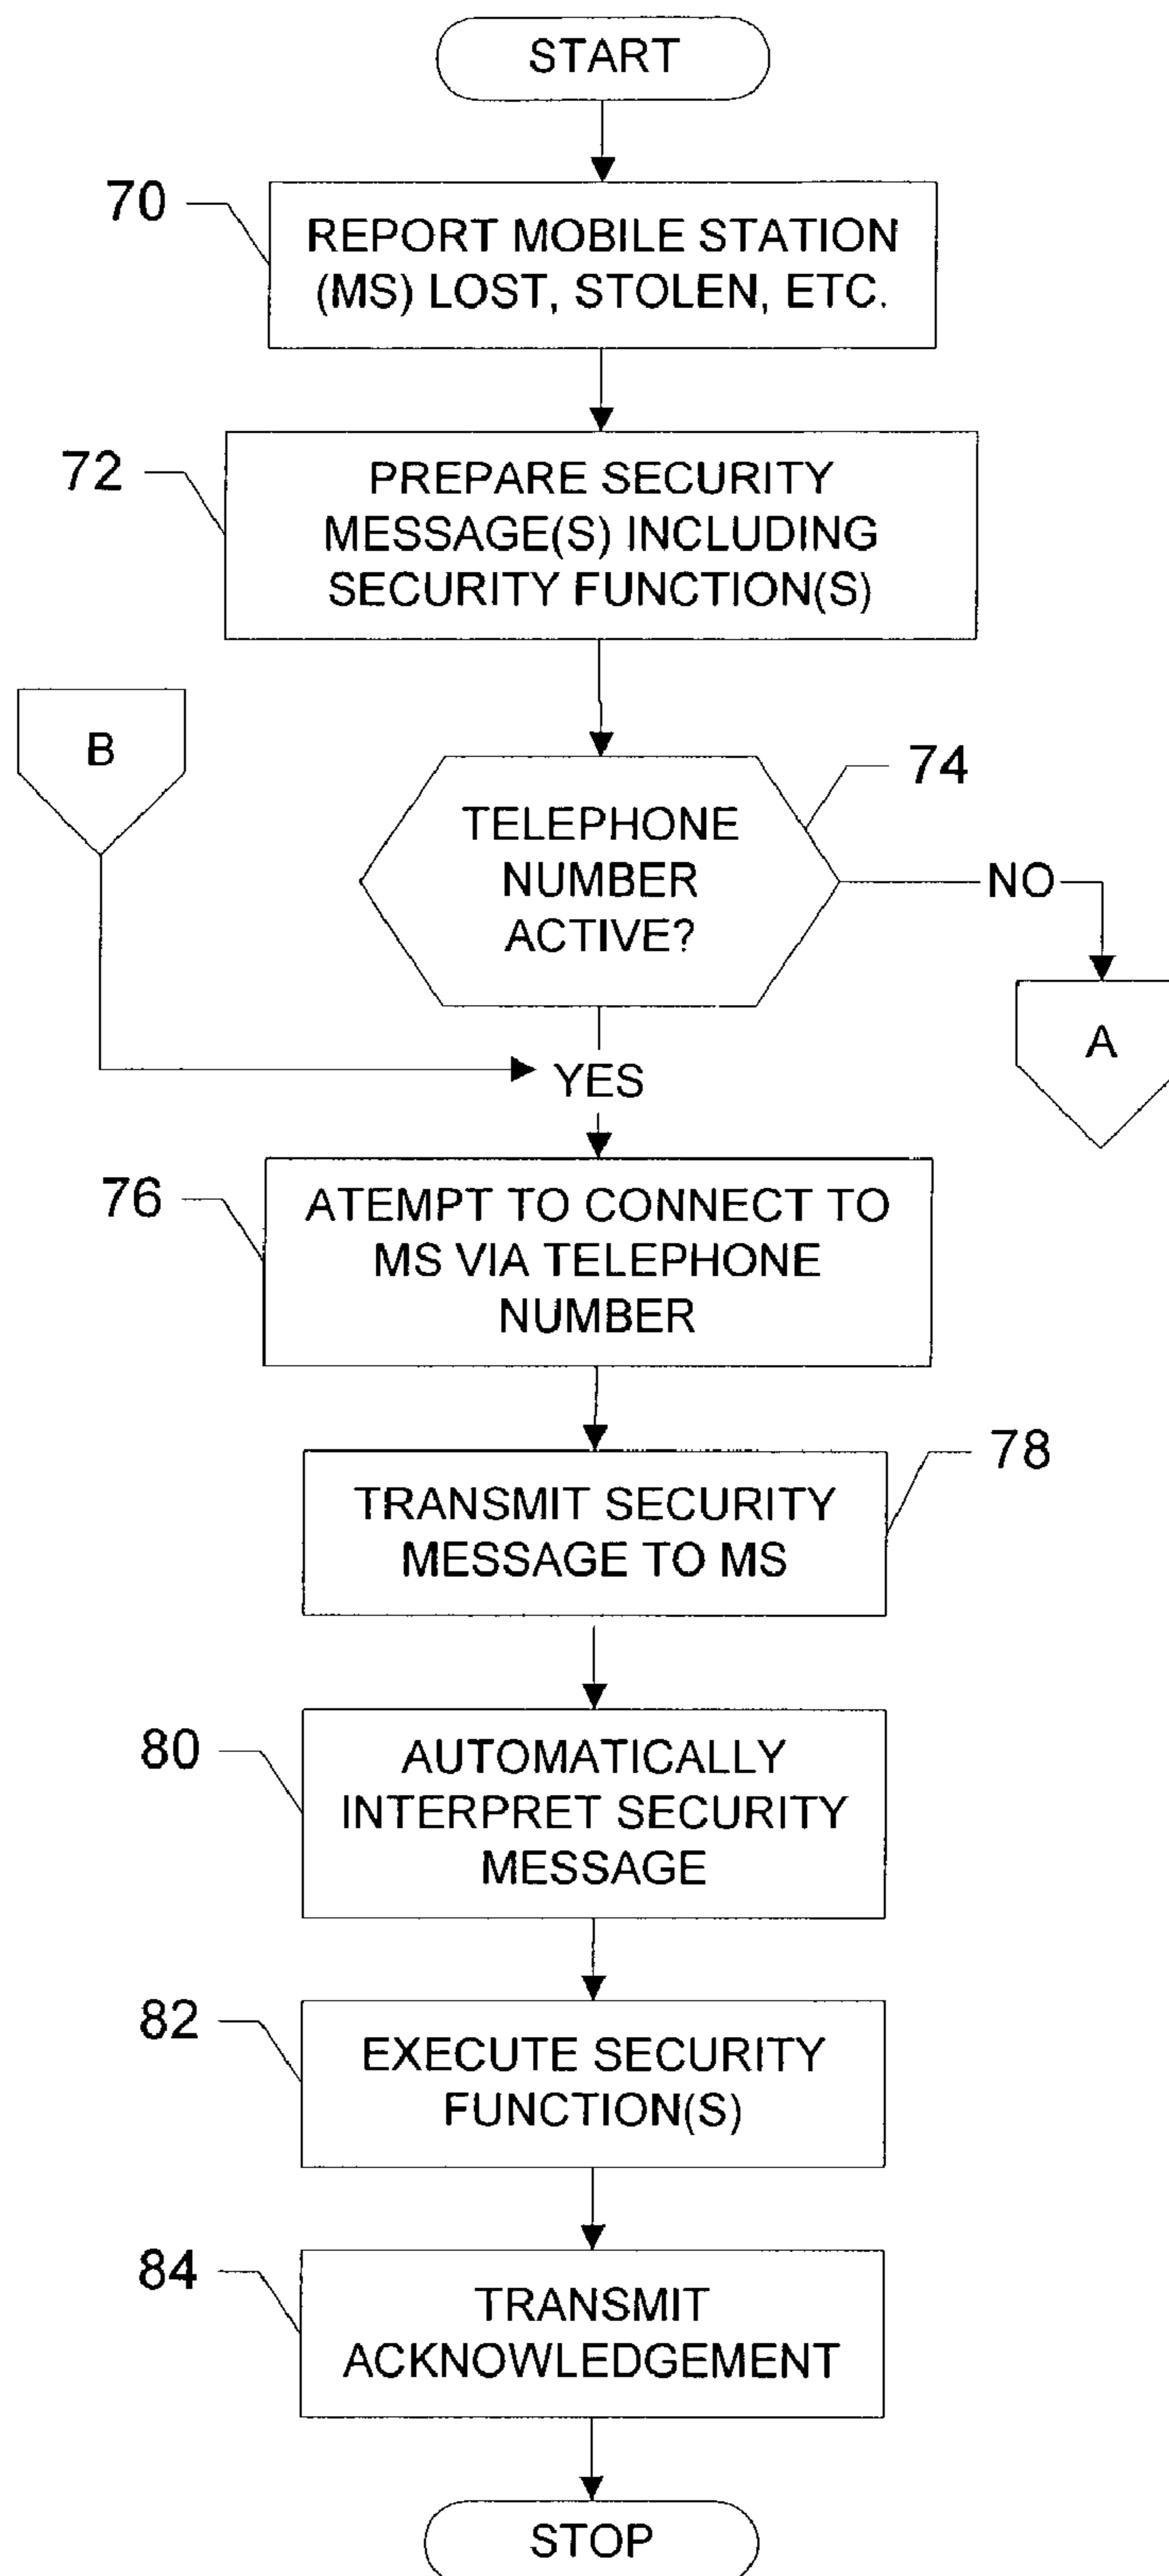 START
70
REPORT MOBILE STATION
(MS) LOST, STOLEN, ETC.
72
PREPARE SECURITY
MESSAGE(S) INCLUDING
SECURITY FUNCTION(S)
B
74
TELEPHONE
NUMBER
ACTIVE?
NO
A
YES
76
ATEMPT TO CONNECT TO
MS VIA TELEPHONE
NUMBER
78
TRANSMIT SECURITY
MESSAGE TO MS
80
AUTOMATICALLY
INTERPRET SECURITY
MESSAGE
82
EXECUTE SECURITY
FUNCTION(S)
84
TRANSMIT
ACKNOWLEDGEMENT
STOP